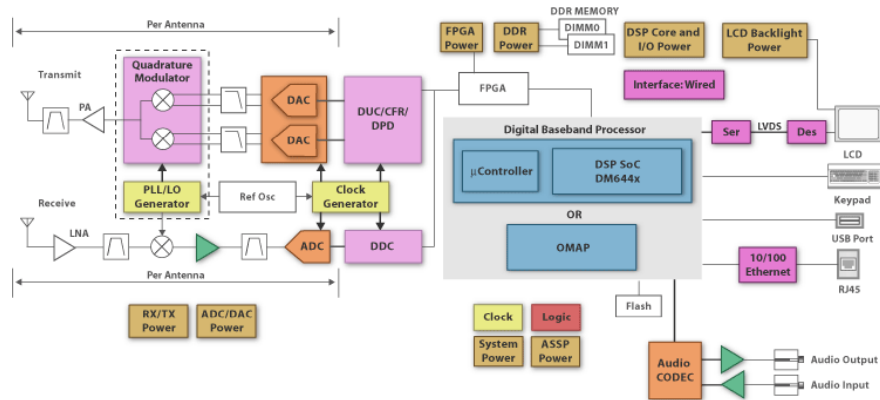 Per Antenna
Transmit
PA
Quadrature
Modulator
DAC
DAC
DUC/CFR/
DPD
FPGA
Power
DDR
Power
DDR MEMORY
DIMM0
DIMM1
DSP Core and
I/O Power
LCD Backlight
Power
FPGA
Interface: Wired
Digital Baseband Processor
µController
DSP SoC
DM644x
OR
OMAP
Ser
LVDS
Des
LCD
Keypad
USB Port
10/100
Ethernet
RJ45
PLL/LO
Generator
Ref Osc
Clock
Generator
Receive
LNA
ADC
DDC
Per Antenna
RX/TX
Power
ADC/DAC
Power
Clock
Logic
System
Power
ASSP
Power
Flash
Audio
CODEC
Audio Output
Audio Input